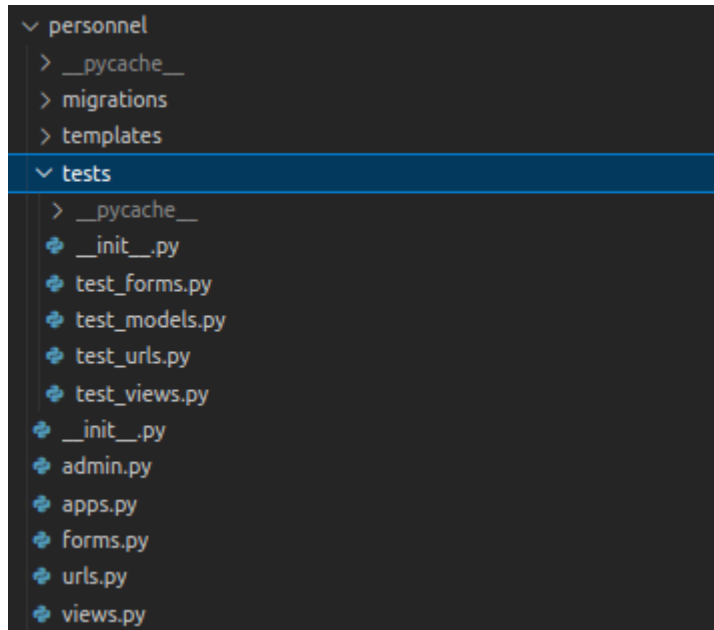 personnel
__pycache__
migrations
templates
tests
__pycache__
__init__.py
test_forms.py
test_models.py
test_urls.py
test_views.py
__init__.py
admin.py
apps.py
forms.py
urls.py
views.py